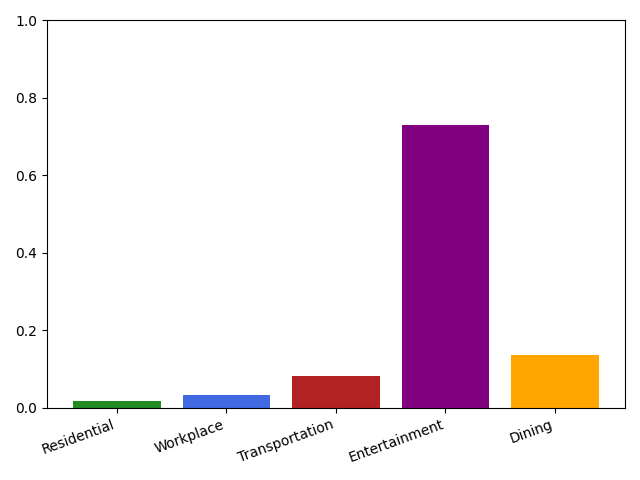 1.0
0.8
0.6
0.4
0.2
0.0
Residential
Workplace
Transportation
Entertainment
Dining